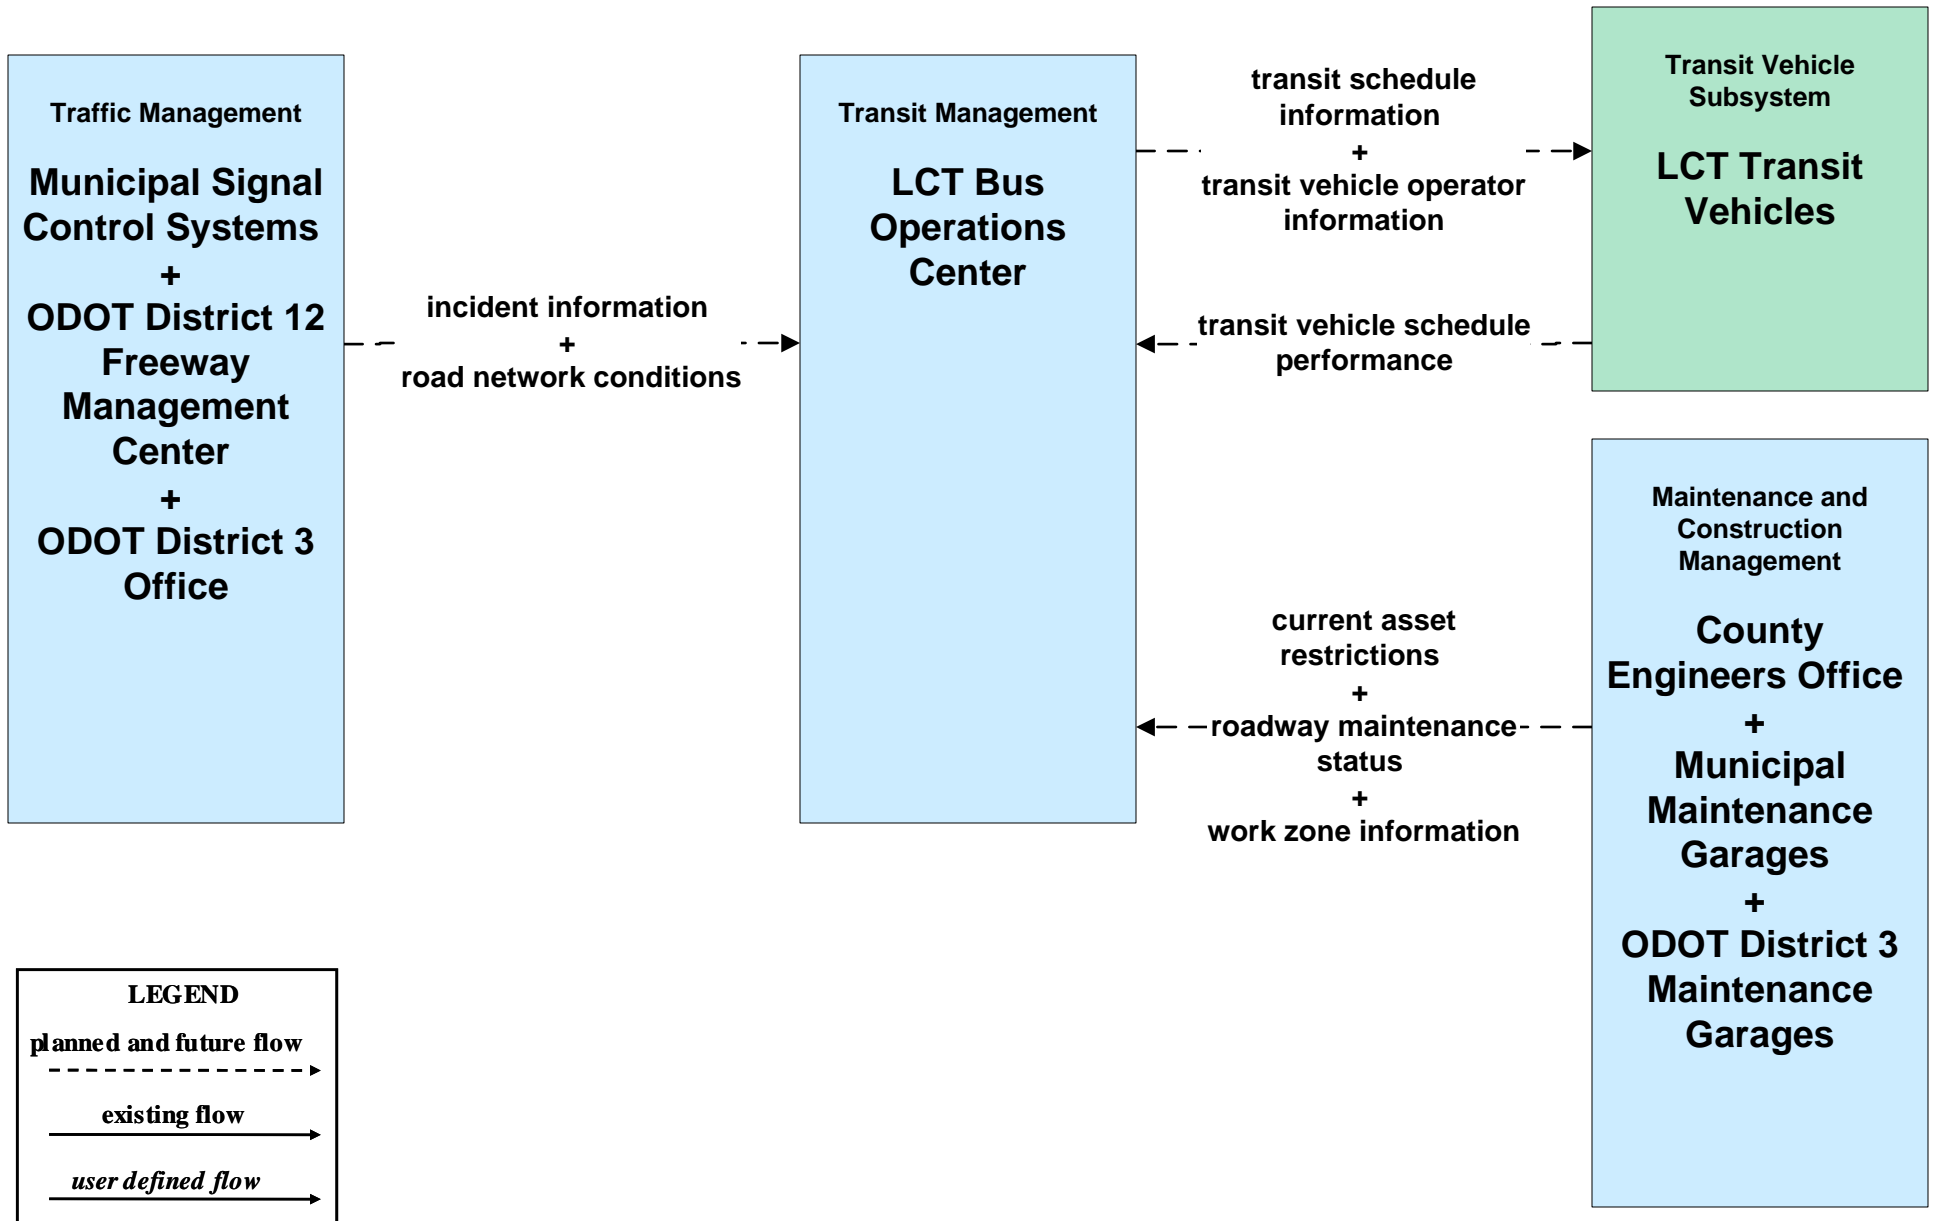 Traffic Management
Municipal Signal
Control Systems
+
ODOT District 12
Freeway
Management
Center
+
ODOT District 3
Office
incident information
+
road network conditions
Transit Management
LCT Bus
Operations
Center
transit schedule
information
+
transit vehicle operator
information
transit vehicle schedule
performance
current asset
restrictions
+
roadway maintenance
status
+
work zone information
Transit Vehicle
Subsystem
LCT Transit
Vehicles
Maintenance and
Construction
Management
County
Engineers Office
+
Municipal
Maintenance
Garages
+
ODOT District 3
Maintenance
Garages
LEGEND
planned and future flow
existing flow
user defined flow